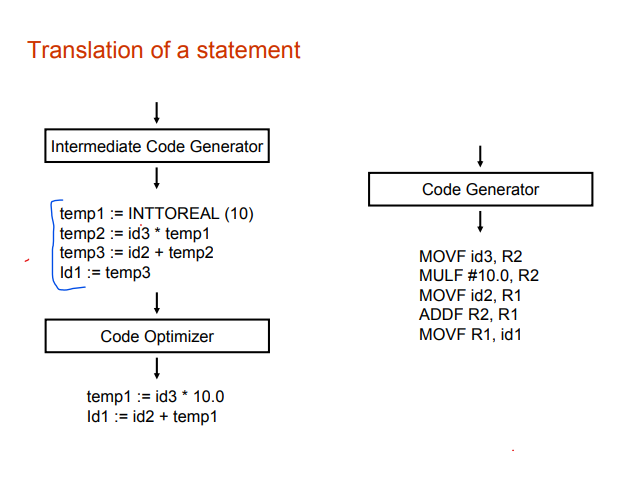 Translation of a statement
Intermediate Code Generator
temp1 := INTTOREAL (10)
temp2 := id3 * temp1
temp3 := id2 + temp2
Id1 := temp3
Code Optimizer
temp1 := id3 * 10.0
Id1 := id2 + temp1
Code Generator
MOVF id3, R2
MULF #10.0, R2
MOVF id2, R1
ADDF R2, R1
MOVF R1, id1